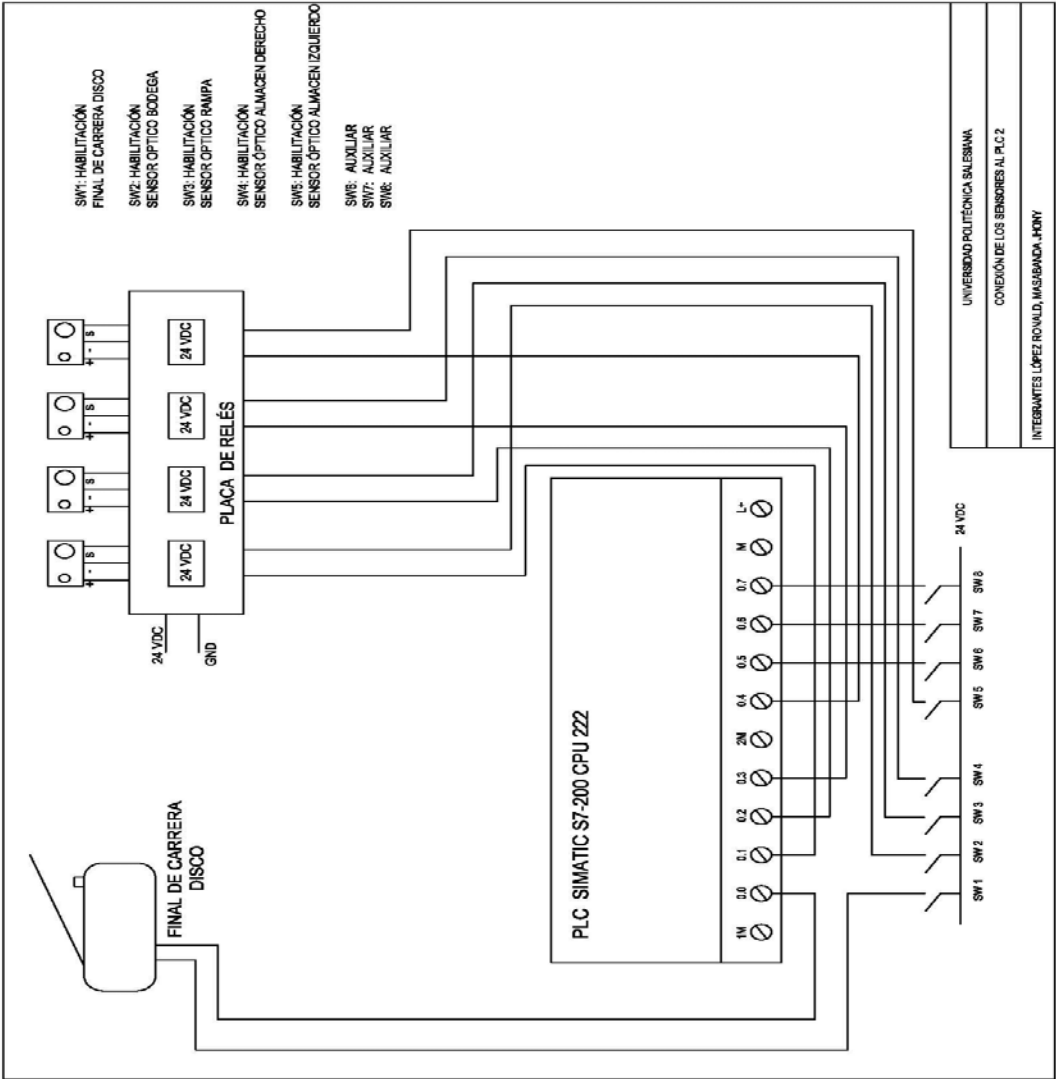 SW1: HABILITACIÓN
FINAL DE CARRERA DISCO
SW2: HABILITACIÓN
SENSOR OPTICO BODEGA
SW3: HABILITACIÓN
SENSOR OPTICO RAMPA
SW4: HABILITACIÓN
SENSOR ÓPTICO ALMACEN DERECHO
SW5: HABILITACIÓN
SENSOR ÓPTICO ALMACEN IZQUIERDO
SW6: AUXILIAR
SW7: AUXILIAR
SW8: AUXILIAR
+ - S
+ - S
+ - S
+ - S
24 VDC
24 VDC
24 VDC
24 VDC
PLACA DE RELÉS
24 VDC
GND
FINAL DE CARRERA
DISCO
PLC SIMATIC S7-200 CPU 222
1M 0.0 0.1 0.2 0.3 2M 0.4 0.5 0.6 0.7 M L+
24 VDC
SW 1 SW 2 SW 3 SW 4 SW 5 SW 6 SW 7 SW 8
UNIVERSIDAD POLITÉCNICA SALESIANA
CONEXIÓN DE LOS SENSORES AL PLC 2
INTEGRANTES LÓPEZ RONALD, MASABANDA JHONY